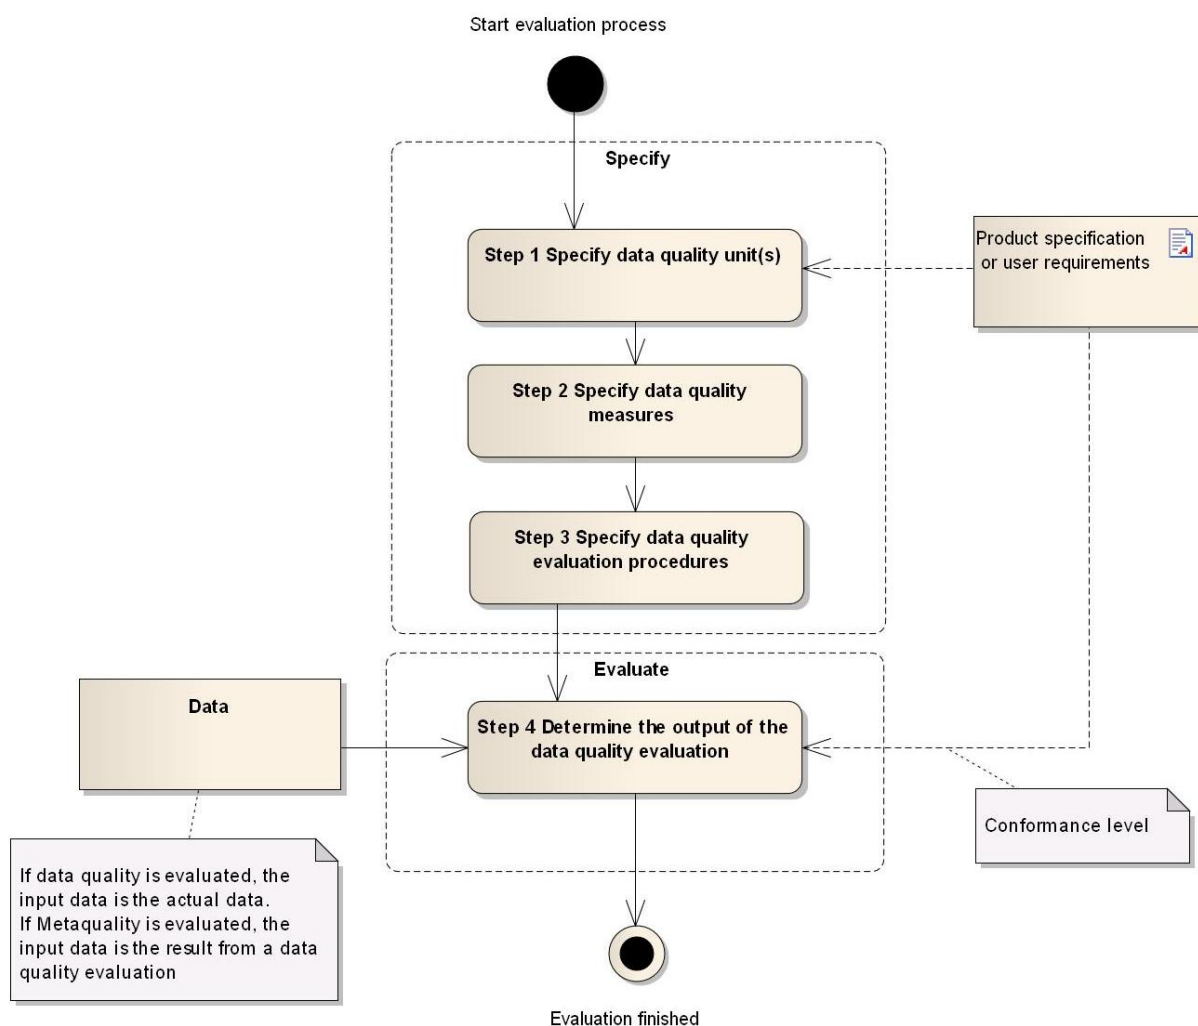 Start evaluation process
Specify
Step 1 Specify data quality unit(s)
Product specification
or user requirements
Step 2 Specify data quality
measures
Step 3 Specify data quality
evaluation procedures
Evaluate
Data
Step 4 Determine the output of the
data quality evaluation
Conformance level
If data quality is evaluated, the
input data is the actual data.
If Metaquality is evaluated, the
input data is the result from a data
quality evaluation
Evaluation finished